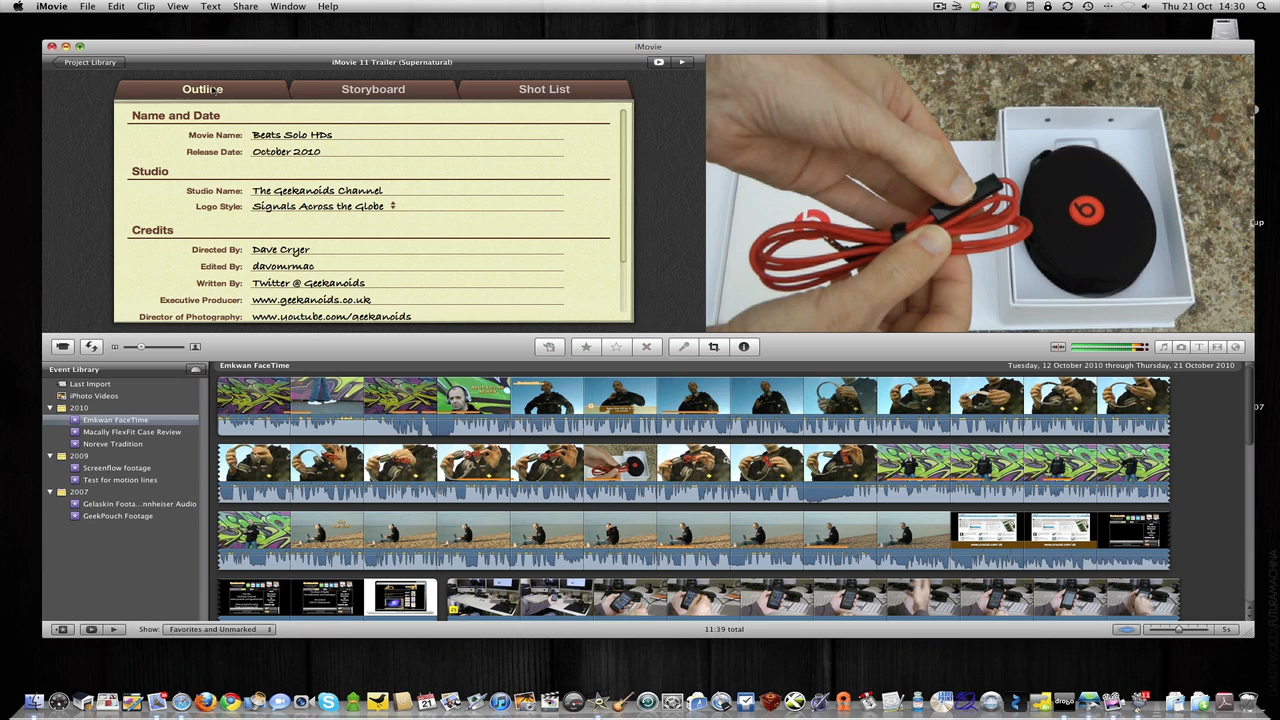 iMovie File Edit Clip View Text Share Window Help
Thu 21 Oct 14:30
iMovie
Project Library
iMovie 11 Trailer (Supernatural)
Outline
Storyboard
Shot List
Name and Date
Movie Name: Beats Solo HDs
Release Date: October 2010
Studio
Studio Name: The Geekanoids Channel
Logo Style: Signals Across the Globe
Credits
Directed By: Dave Cryer
Edited By: davomrmac
Written By: Twitter @ Geekanoids
Executive Producer: www.geekanoids.co.uk
Director of Photography: www.youtube.com/geekanoids
Event Library
Last Import
iPhoto Videos
2010
Emkwan FaceTime
Macally FlexFit Case Review
Noreve Tradition
2009
Screenflow footage
Test for motion lines
2007
Gelaskin Foota...nnheiser Audio
GeekPouch Footage
Emkwan FaceTime
Tuesday, 12 October 2010 through Thursday, 21 October 2010
Show: Favorites and Unmarked
11:39 total
5s